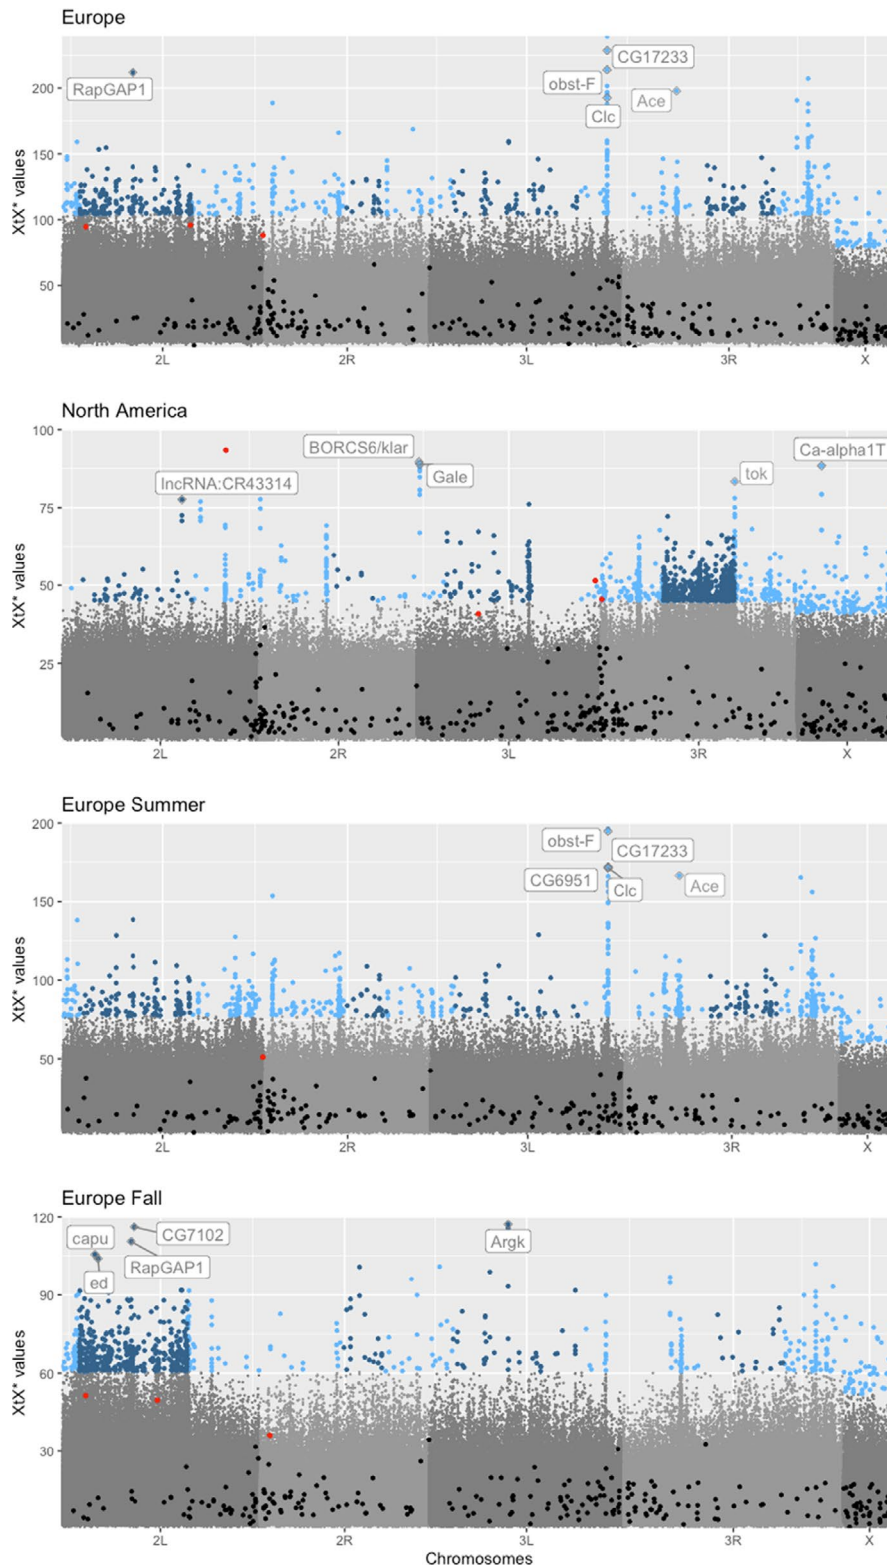 Europe
XtX* values
200
150
100
50
RapGAP1
CG17233
obst-F
Clc
Ace
2L
2R
3L
3R
X
North America
XtX* values
100
75
50
25
lncRNA:CR43314
BORCS6/klar
Gale
tok
Ca-alpha1T
2L
2R
3L
3R
X
Europe Summer
XtX* values
200
150
100
50
obst-F
CG17233
CG6951
Clc
Ace
2L
2R
3L
3R
X
Europe Fall
XtX* values
120
90
60
30
capu
CG7102
ed
RapGAP1
Argk
2L
2R
3L
3R
X
Chromosomes